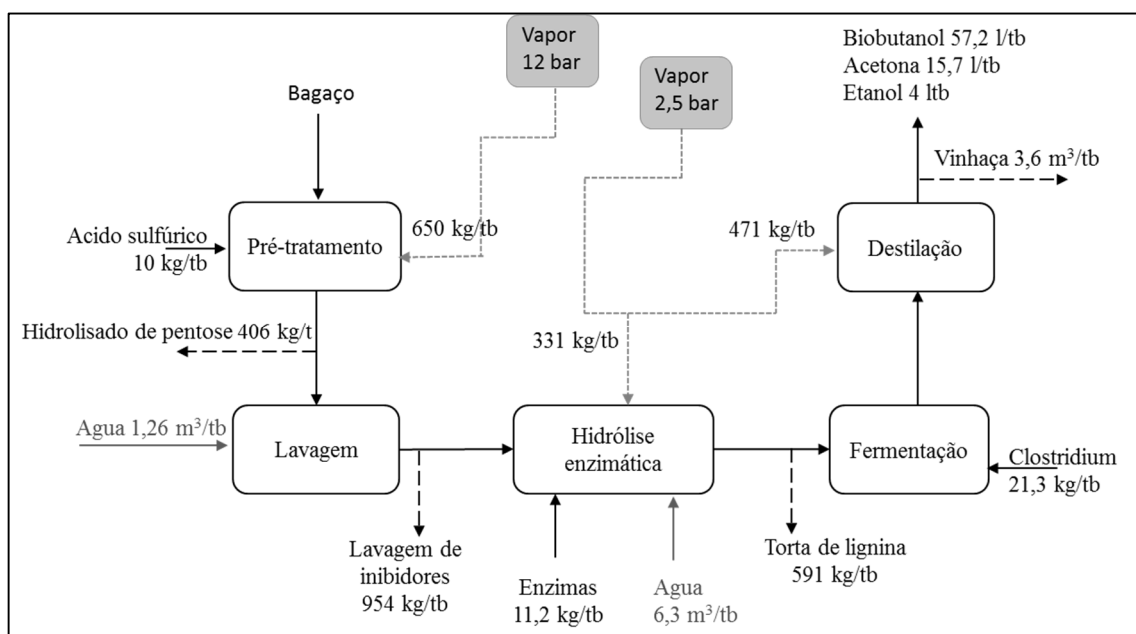 Vapor
12 bar
Vapor
2,5 bar
Biobutanol 57,2 l/tb
Acetona 15,7 l/tb
Etanol 4 ltb
Bagaço
Vinhaça 3,6 m³/tb
Acido sulfúrico
10 kg/tb
Pré-tratamento
650 kg/tb
471 kg/tb
Destilação
Hidrolisado de pentose 406 kg/t
331 kg/tb
Agua 1,26 m³/tb
Lavagem
Hidrólise
enzimática
Fermentação
Clostridium
21,3 kg/tb
Lavagem de
inibidores
954 kg/tb
Enzimas
11,2 kg/tb
Agua
6,3 m³/tb
Torta de lignina
591 kg/tb